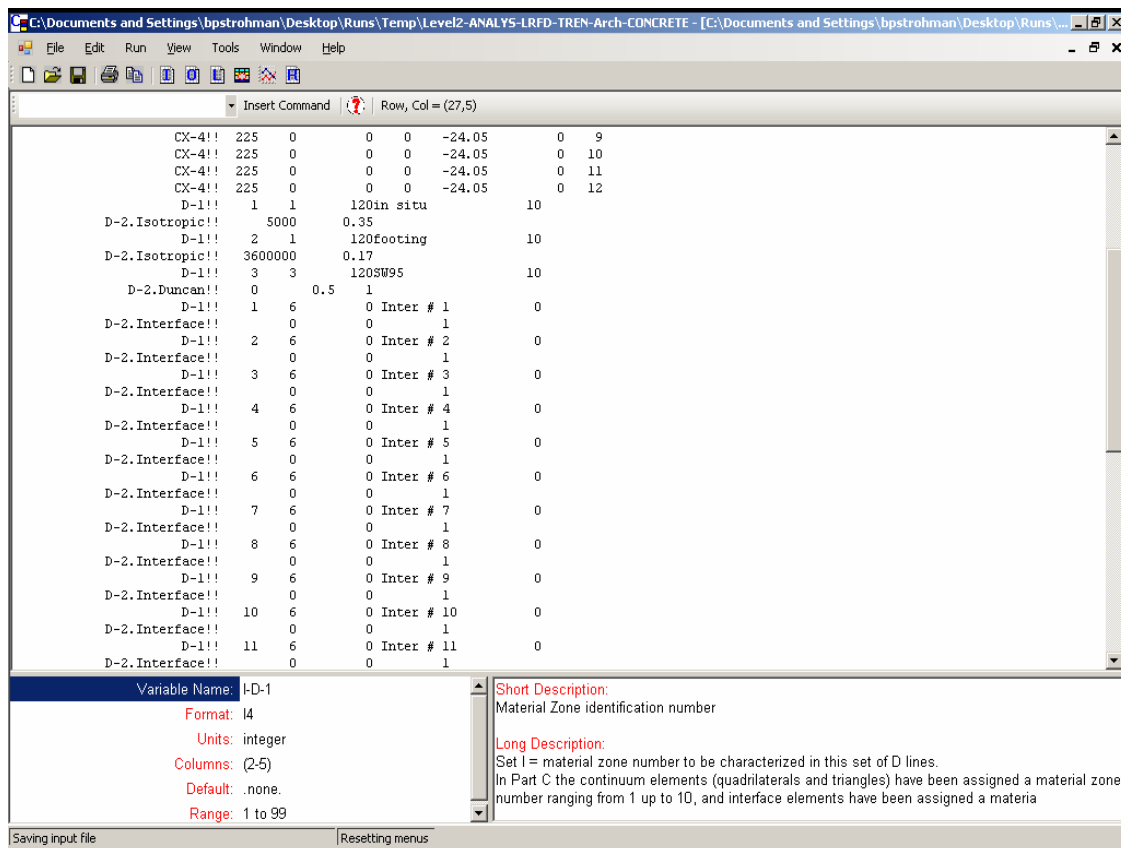 C:\Documents and Settings\bpstrohman\Desktop\Runs\Temp\Level2-ANALYS-LRFD-TREN-Arch-CONCRETE - [C:\Documents and Settings\bpstrohman\Desktop\Runs\...
File Edit Run View Tools Window Help
Insert Command Row, Col = (27,5)
CX-4!! 225 0 0 0 -24.05 0 9
CX-4!! 225 0 0 0 -24.05 0 10
CX-4!! 225 0 0 0 -24.05 0 11
CX-4!! 225 0 0 0 -24.05 0 12
D-1!! 1 1 120in situ 10
D-2.Isotropic!! 5000 0.35
D-1!! 2 1 120footing 10
D-2.Isotropic!! 3600000 0.17
D-1!! 3 3 120SW95 10
D-2.Duncan!! 0 0.5 1
D-1!! 1 6 0 Inter # 1 0
D-2.Interface!! 0 0 1
D-1!! 2 6 0 Inter # 2 0
D-2.Interface!! 0 0 1
D-1!! 3 6 0 Inter # 3 0
D-2.Interface!! 0 0 1
D-1!! 4 6 0 Inter # 4 0
D-2.Interface!! 0 0 1
D-1!! 5 6 0 Inter # 5 0
D-2.Interface!! 0 0 1
D-1!! 6 6 0 Inter # 6 0
D-2.Interface!! 0 0 1
D-1!! 7 6 0 Inter # 7 0
D-2.Interface!! 0 0 1
D-1!! 8 6 0 Inter # 8 0
D-2.Interface!! 0 0 1
D-1!! 9 6 0 Inter # 9 0
D-2.Interface!! 0 0 1
D-1!! 10 6 0 Inter # 10 0
D-2.Interface!! 0 0 1
D-1!! 11 6 0 Inter # 11 0
D-2.Interface!! 0 0 1
Variable Name: I-D-1
Format: I4
Units: integer
Columns: (2-5)
Default: .none.
Range: 1 to 99
Short Description:
Material Zone identification number
Long Description:
Set I = material zone number to be characterized in this set of D lines.
In Part C the continuum elements (quadrilaterals and triangles) have been assigned a material zone
number ranging from 1 up to 10, and interface elements have been assigned a materia
Saving input file Resetting menus